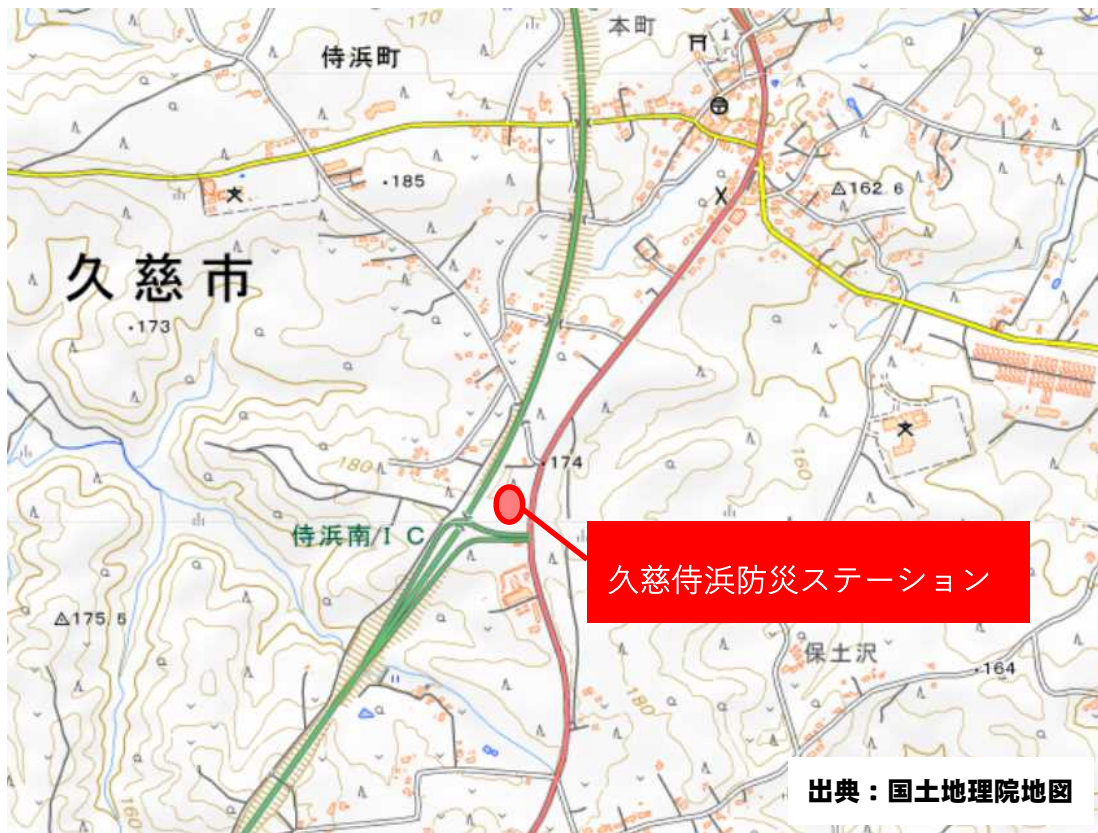 170
本町
侍浜町
・185
162.6
久慈市
・173
180
・174
160
侍浜南/IC
久慈侍浜防災ステーション
175.5
保土沢
・164
180
160
出典：国土地理院地図